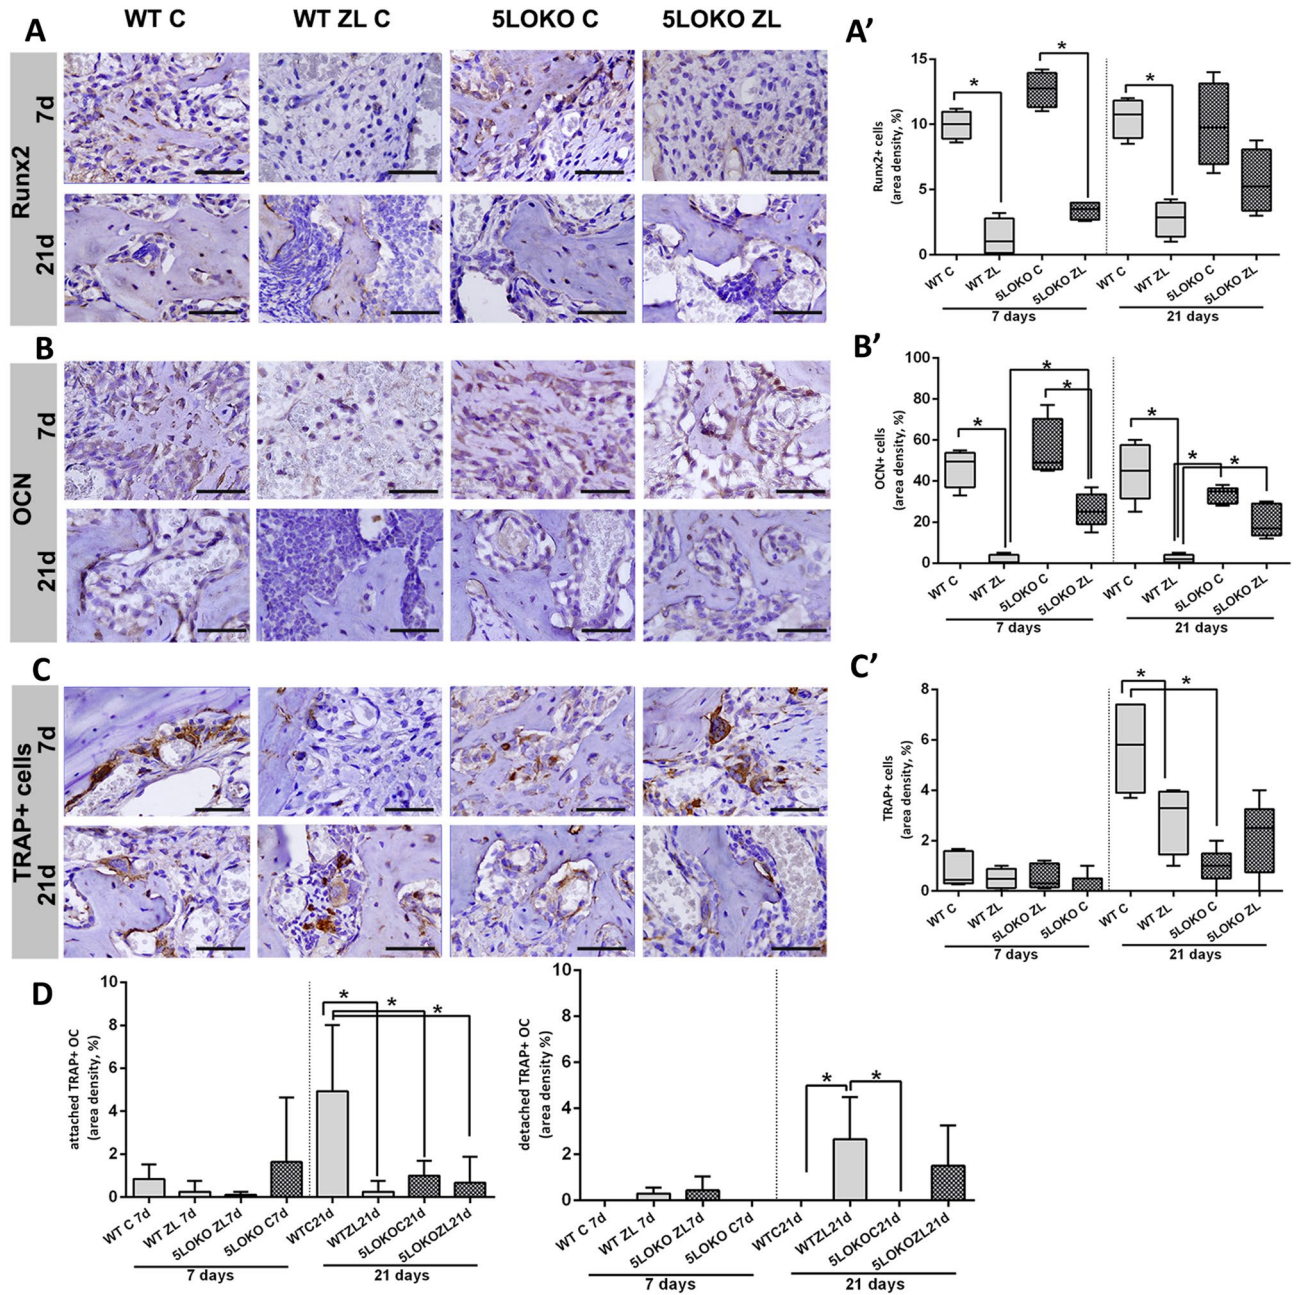 WT C WT ZL C 5LOKO C 5LOKO ZL
A
Runx2
7d
21d
A’
Runx2+ cells
(area density, %)
15
10
5
0
*
*
*
WT C
WT ZL
5LOKO C
5LOKO ZL
WT C
WT ZL
5LOKO C
5LOKO ZL
7 days
21 days
B
OCN
7d
21d
B’
OCN+ cells
(area density, %)
100
80
60
40
20
0
*
*
*
*
*
*
WT C
WT ZL
5LOKO C
5LOKO ZL
WT C
WT ZL
5LOKO C
5LOKO ZL
7 days
21 days
C
TRAP+ cells
7d
21d
C’
TRAP+ cells
(area density, %)
8
6
4
2
0
*
*
WT C
WT ZL
5LOKO ZL
5LOKO C
WT C
WT ZL
5LOKO C
5LOKO ZL
7 days
21 days
D
attached TRAP+ OC
(area density, %)
10
8
6
4
2
0
*
*
*
WT C 7d
WT ZL 7d
5LOKO ZL7d
5LOKO C7d
WTC21d
WTZL21d
5LOKOC21d
5LOKOZL21d
7 days
21 days
detached TRAP+ OC
(area density %)
10
8
6
4
2
0
*
*
WT C 7d
WT ZL 7d
5LOKO ZL7d
5LOKO C7d
WTC21d
WTZL21d
5LOKOC21d
5LOKOZL21d
7 days
21 days